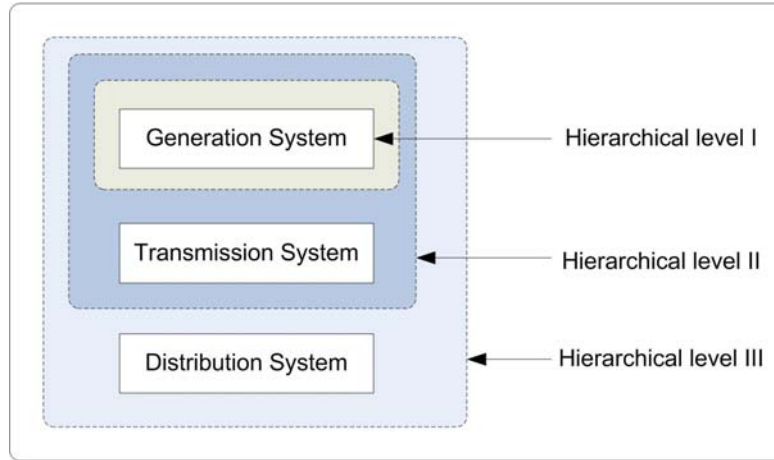 Generation System
Hierarchical level I
Transmission System
Hierarchical level II
Distribution System
Hierarchical level III